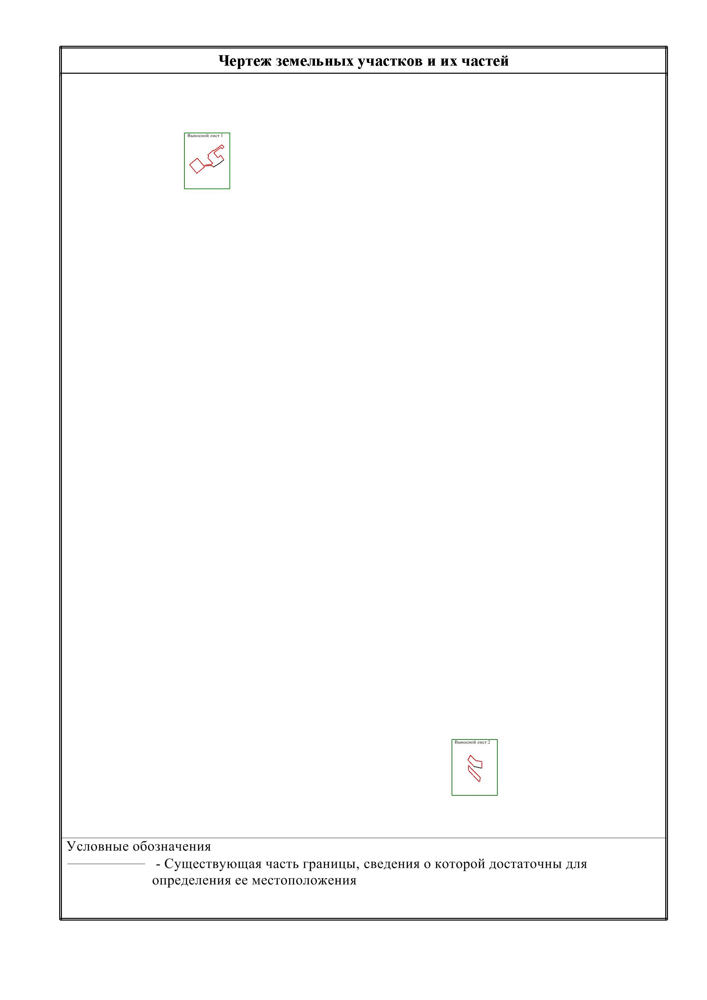 Чертеж земельных участков и их частей
Выносной лист 1
Выносной лист 2
Условные обозначения
- Существующая часть границы, сведения о которой достаточны для
определения ее местоположения